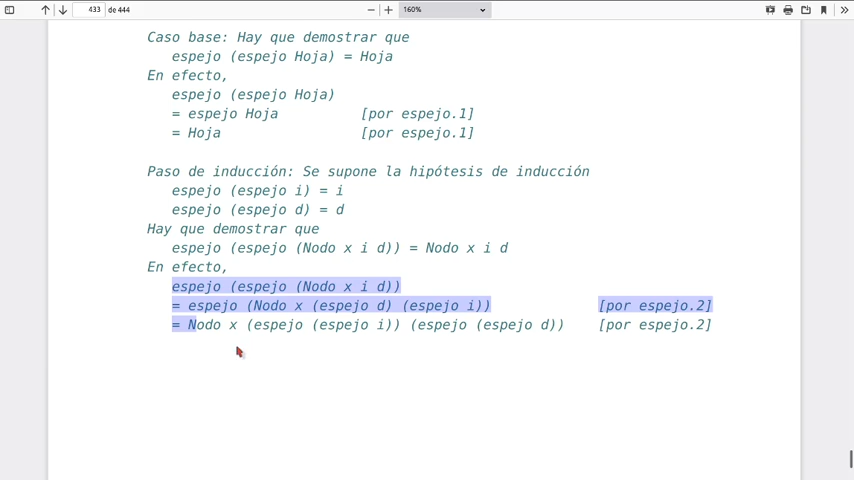 433 de 444
160%
Caso base: Hay que demostrar que
espejo (espejo Hoja) = Hoja
En efecto,
espejo (espejo Hoja)
= espejo Hoja [por espejo.1]
= Hoja [por espejo.1]
Paso de inducción: Se supone la hipótesis de inducción
espejo (espejo i) = i
espejo (espejo d) = d
Hay que demostrar que
espejo (espejo (Nodo x i d)) = Nodo x i d
En efecto,
espejo (espejo (Nodo x i d))
= espejo (Nodo x (espejo d) (espejo i)) [por espejo.2]
= Nodo x (espejo (espejo i)) (espejo (espejo d)) [por espejo.2]